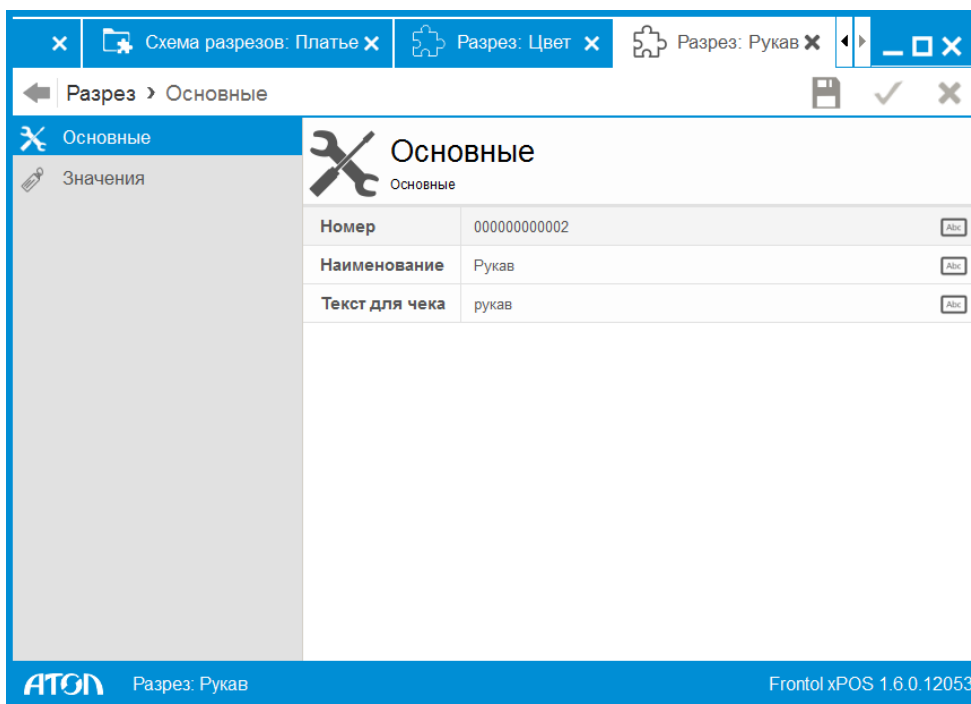 Схема разрезов: Платье Разрез: Цвет Разрез: Рукав
Разрез › Основные
Основные
Значения
Основные
Основные
Номер 000000000002 Abc
Наименование Рукав Abc
Текст для чека рукав Abc
АТОЛ Разрез: Рукав Frontol xPOS 1.6.0.12053